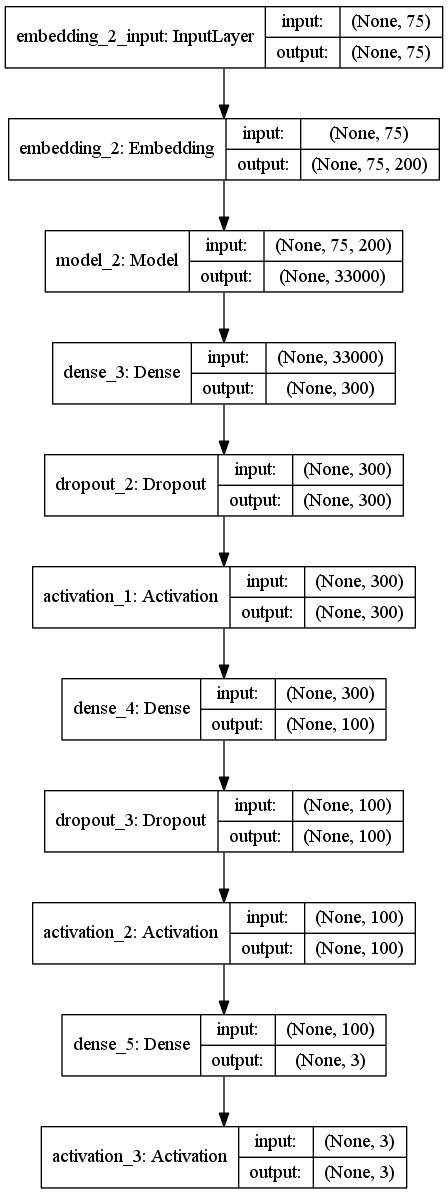 embedding_2_input: InputLayer
input: (None, 75)
output: (None, 75)
embedding_2: Embedding
input: (None, 75)
output: (None, 75, 200)
model_2: Model
input: (None, 75, 200)
output: (None, 33000)
dense_3: Dense
input: (None, 33000)
output: (None, 300)
dropout_2: Dropout
input: (None, 300)
output: (None, 300)
activation_1: Activation
input: (None, 300)
output: (None, 300)
dense_4: Dense
input: (None, 300)
output: (None, 100)
dropout_3: Dropout
input: (None, 100)
output: (None, 100)
activation_2: Activation
input: (None, 100)
output: (None, 100)
dense_5: Dense
input: (None, 100)
output: (None, 3)
activation_3: Activation
input: (None, 3)
output: (None, 3)